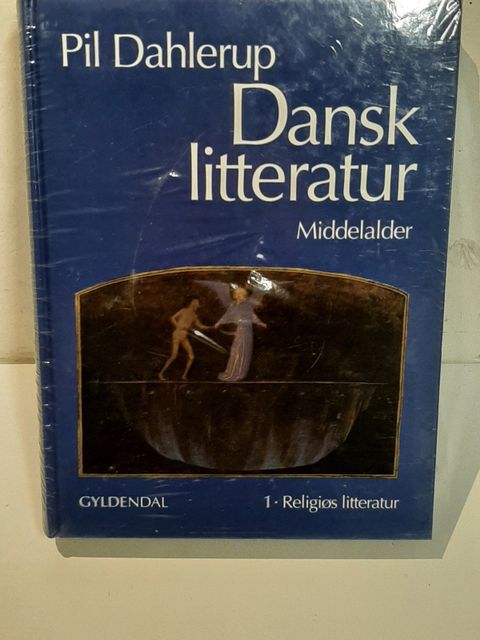 Pil Dahlerup
Dansk
litteratur
Middelalder
GYLDENDAL
1 · Religiøs litteratur